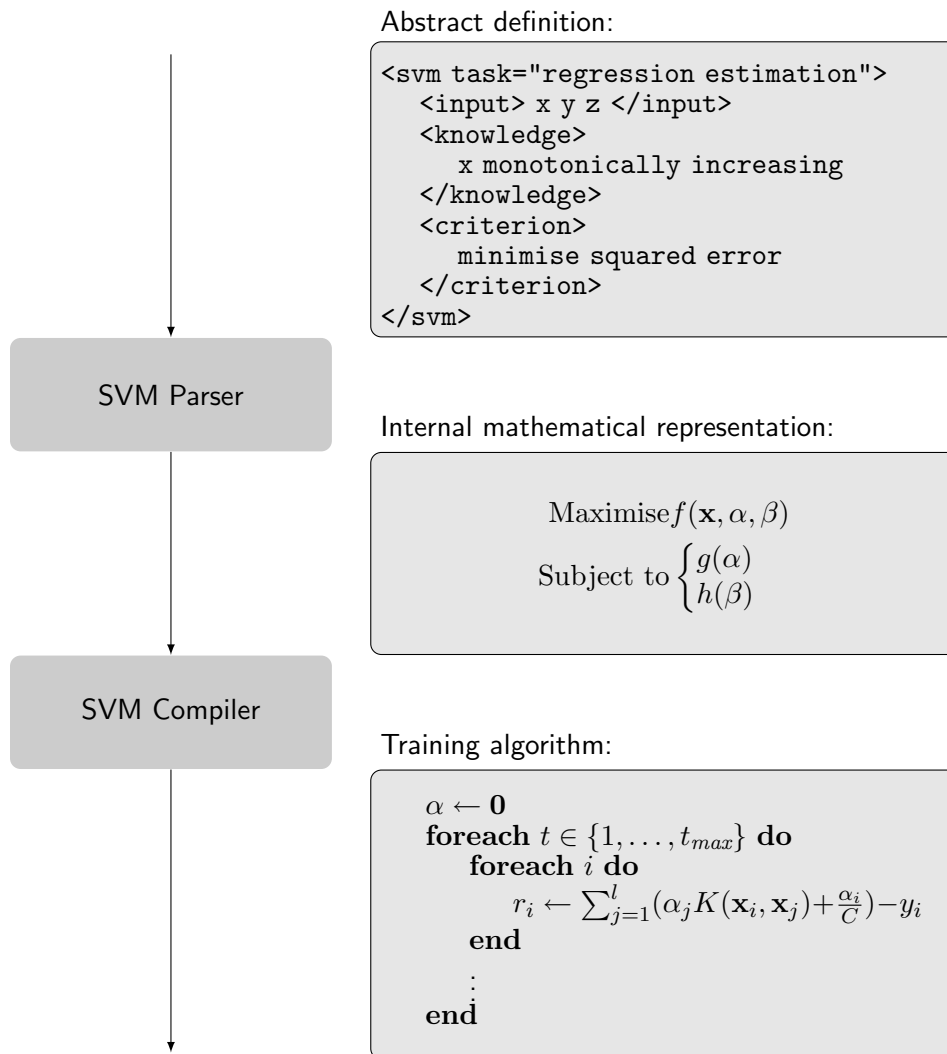 Abstract definition:
<svm task="regression estimation">
<input> x y z </input>
<knowledge>
x monotonically increasing
</knowledge>
<criterion>
minimise squared error
</criterion>
</svm>
SVM Parser
Internal mathematical representation:
Maximise f(x, α, β)
Subject to { g(α)
h(β)
SVM Compiler
Training algorithm:
α ← 0
foreach t ∈ {1, . . . , t_max} do
foreach i do
r_i ← ∑_{j=1}^{l} (α_j K(x_i, x_j) + α_i/C) − y_i
end
⋮
end